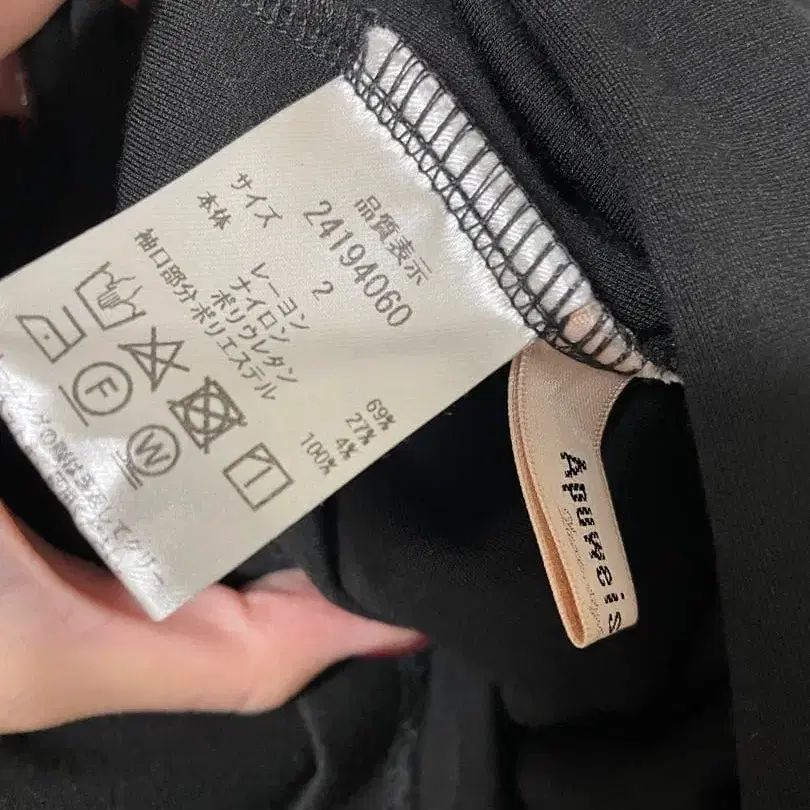 品質表示
24194060
サイズ 2
本体 レーヨン 69%
ナイロン 27%
ポリウレタン 4%
袖口部分ポリエステル 100%
F
W
Apuweis